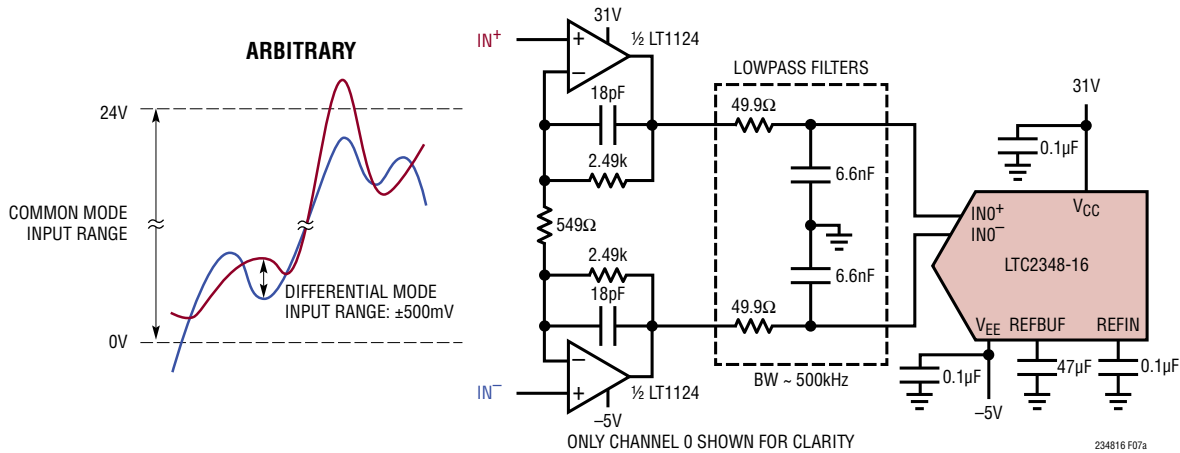 ARBITRARY
24V
COMMON MODE
INPUT RANGE
0V
DIFFERENTIAL MODE
INPUT RANGE: ±500mV
IN+
31V
½ LT1124
+
–
18pF
2.49k
549Ω
2.49k
18pF
–
+
½ LT1124
–5V
IN–
LOWPASS FILTERS
49.9Ω
6.6nF
6.6nF
49.9Ω
BW ~ 500kHz
31V
0.1µF
VCC
IN0+
IN0–
LTC2348-16
VEE
REFBUF
REFIN
0.1µF
47µF
0.1µF
–5V
ONLY CHANNEL 0 SHOWN FOR CLARITY
234816 F07a